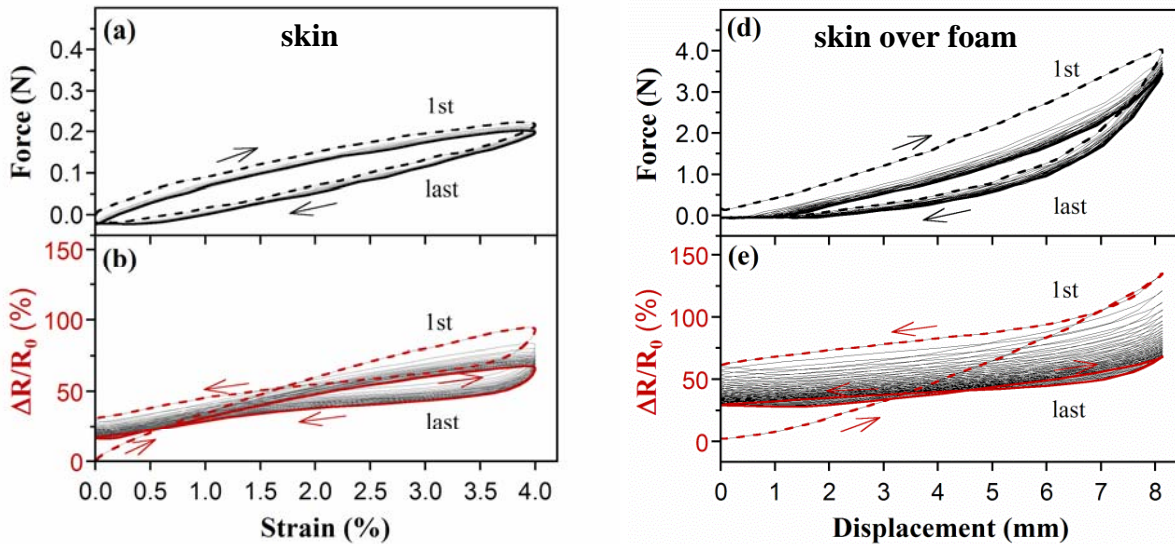 (a) skin
0.4
0.3
0.2
0.1
0.0
Force (N)
1st
last
(b)
150
100
50
0
ΔR/R₀ (%)
1st
last
0.0 0.5 1.0 1.5 2.0 2.5 3.0 3.5 4.0
Strain (%)
(d) skin over foam
4.0
3.0
2.0
1.0
0.0
Force (N)
1st
last
(e)
150
100
50
0
ΔR/R₀ (%)
1st
last
0 1 2 3 4 5 6 7 8
Displacement (mm)